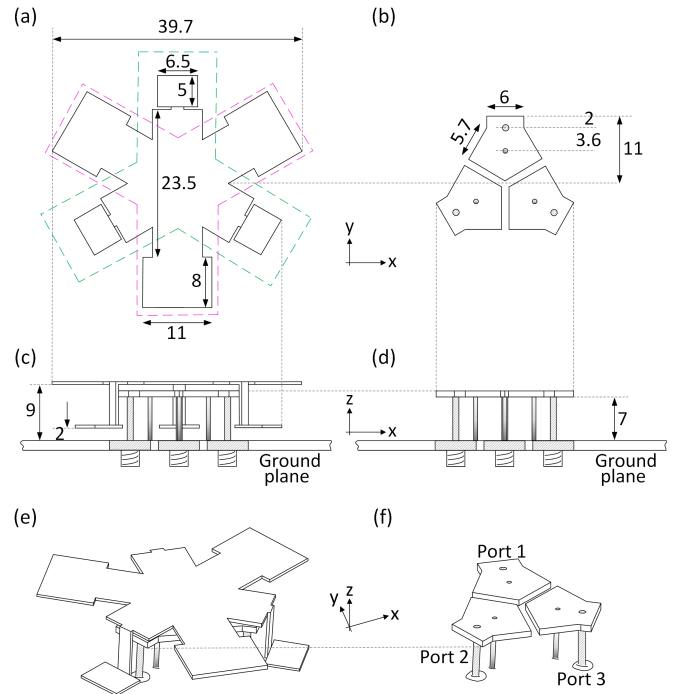 (a)
39.7
6.5
5
23.5
8
11
y
x
(b)
6
5.7
2
3.6
11
(c)
9
2
z
x
Ground
plane
(d)
7
Ground
plane
(e)
y
z
x
(f)
Port 1
Port 2
Port 3